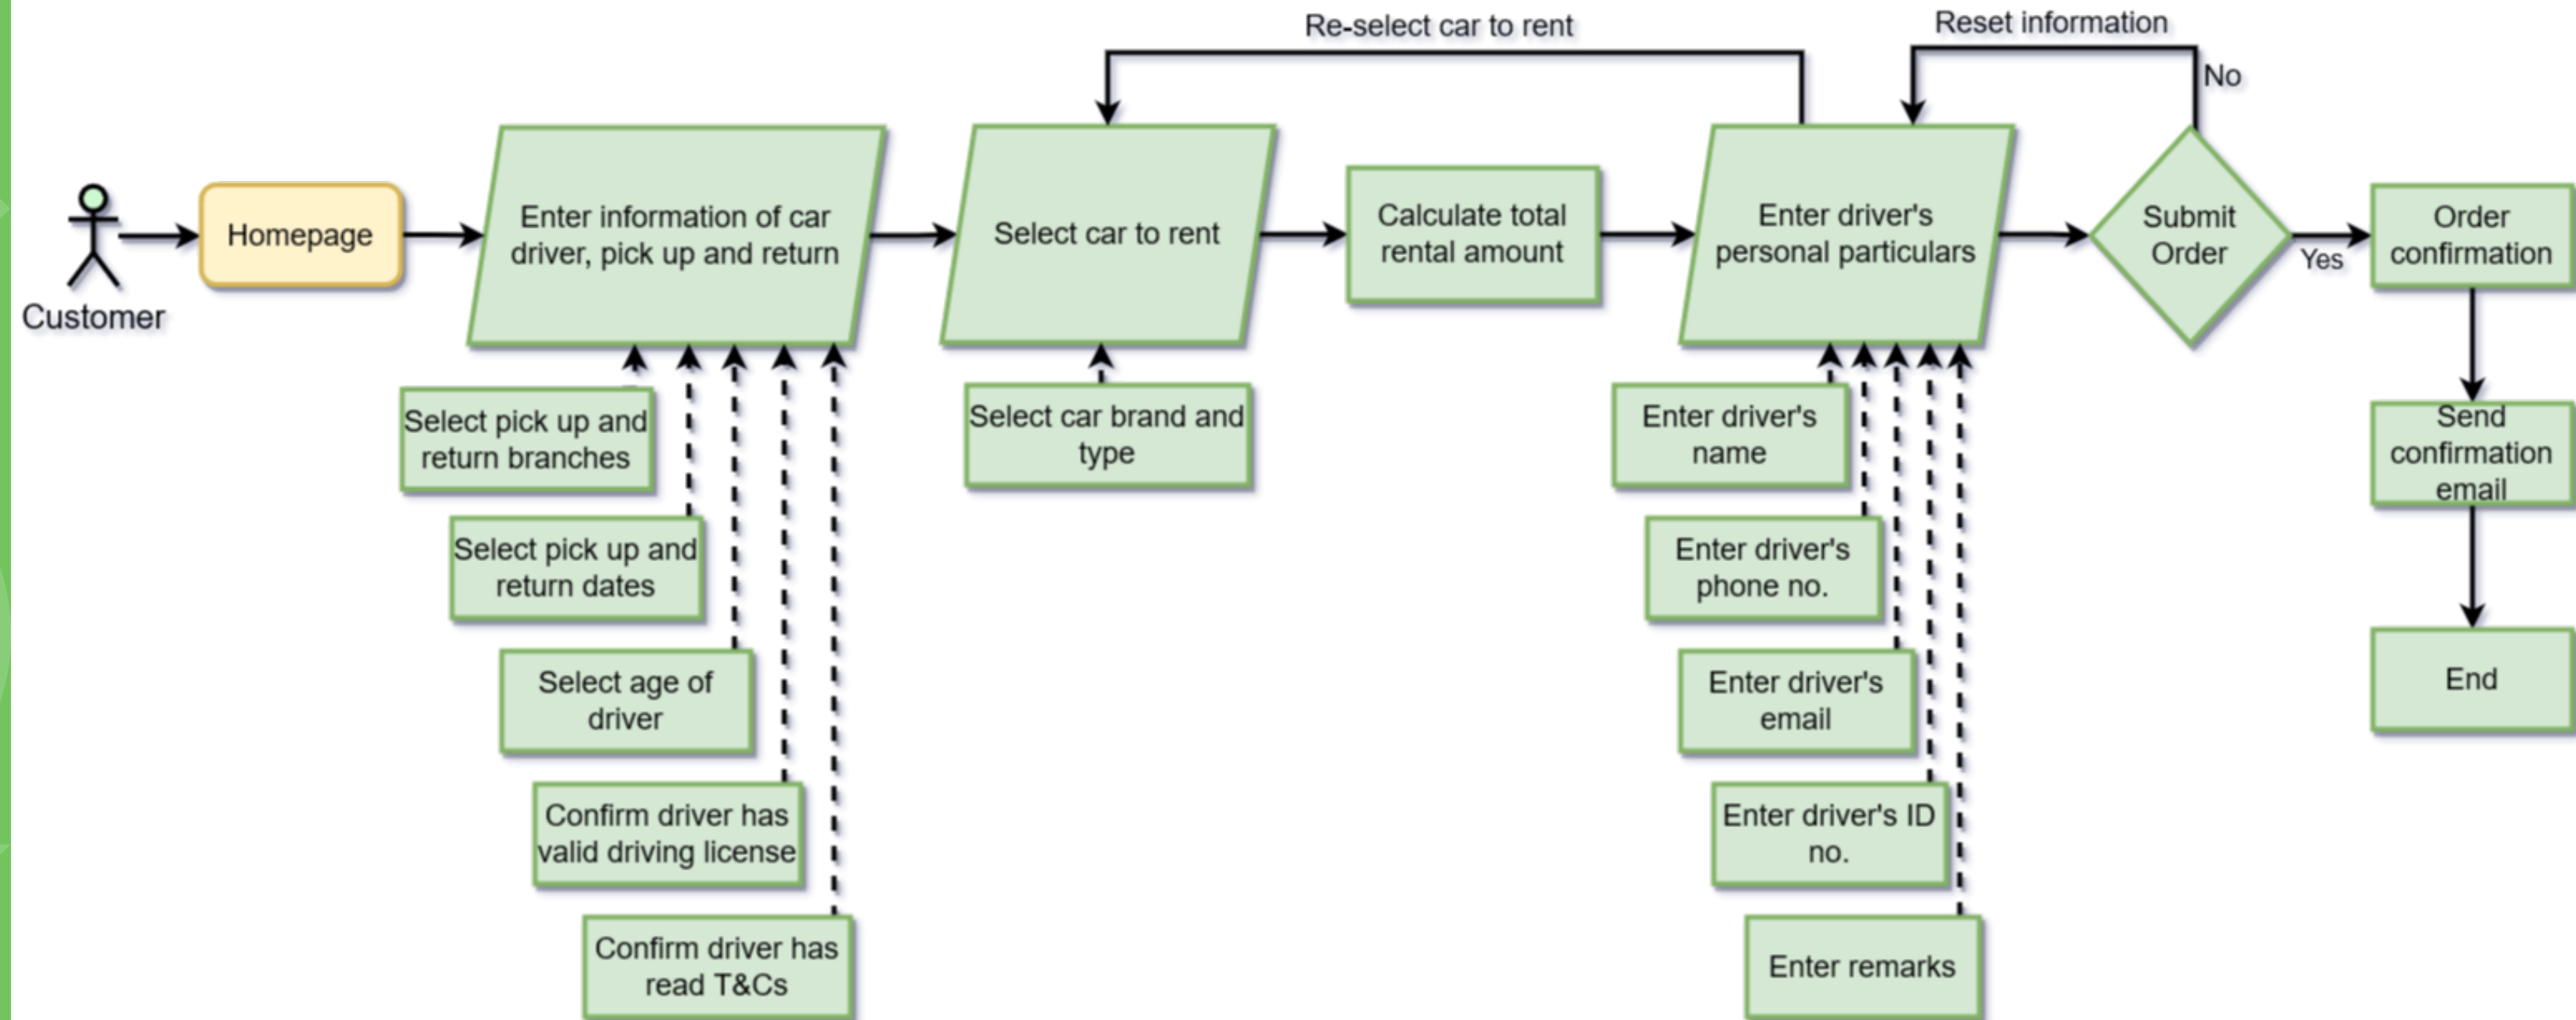 Re-select car to rent
Reset information
No
Customer
Homepage
Enter information of car
driver, pick up and return
Select car to rent
Calculate total
rental amount
Enter driver's
personal particulars
Submit
Order
Yes
Order
confirmation
Select pick up and
return branches
Select pick up and
return dates
Select age of
driver
Confirm driver has
valid driving license
Confirm driver has
read T&Cs
Select car brand and
type
Enter driver's
name
Enter driver's
phone no.
Enter driver's
email
Enter driver's ID
no.
Enter remarks
Send
confirmation
email
End